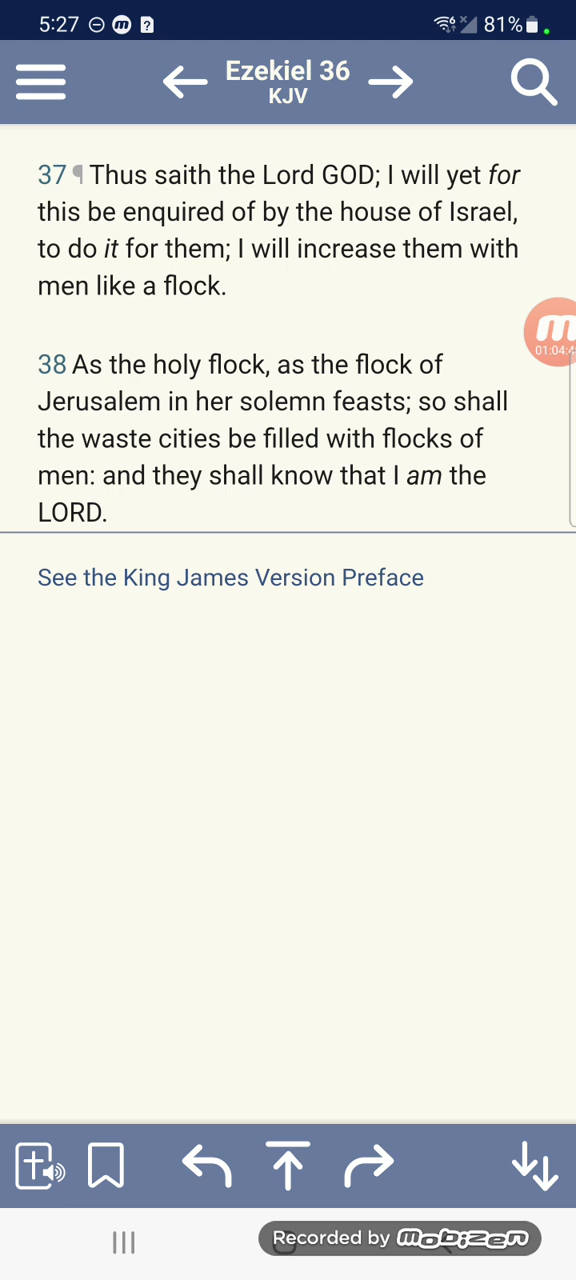 5:27 81%
Ezekiel 36
KJV
37 ¶ Thus saith the Lord GOD; I will yet for
this be enquired of by the house of Israel,
to do it for them; I will increase them with
men like a flock.
01:04:4
38 As the holy flock, as the flock of
Jerusalem in her solemn feasts; so shall
the waste cities be filled with flocks of
men: and they shall know that I am the
LORD.
See the King James Version Preface
Recorded by mobizen